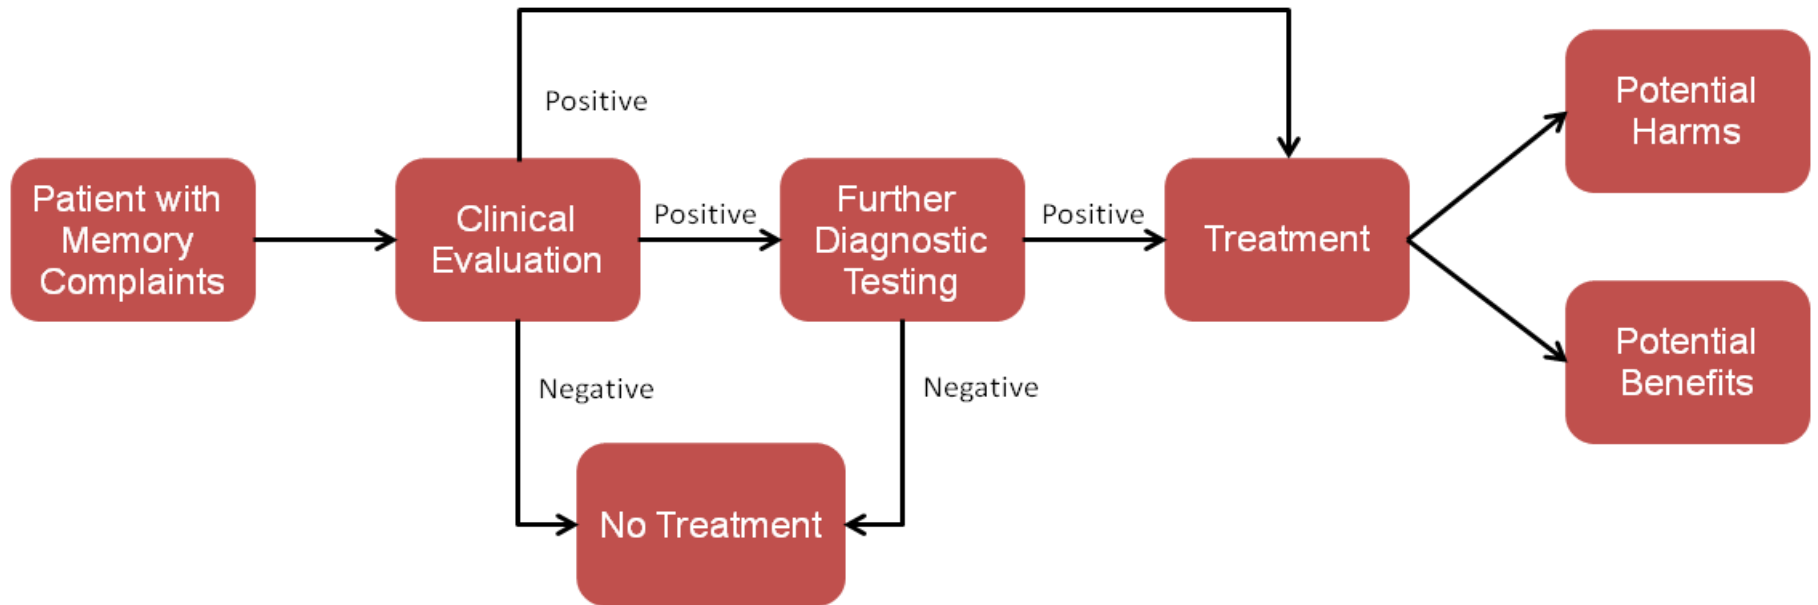 Positive
Patient with
Memory
Complaints
Clinical
Evaluation
Positive
Further
Diagnostic
Testing
Positive
Treatment
Potential
Harms
Potential
Benefits
Negative
Negative
No Treatment